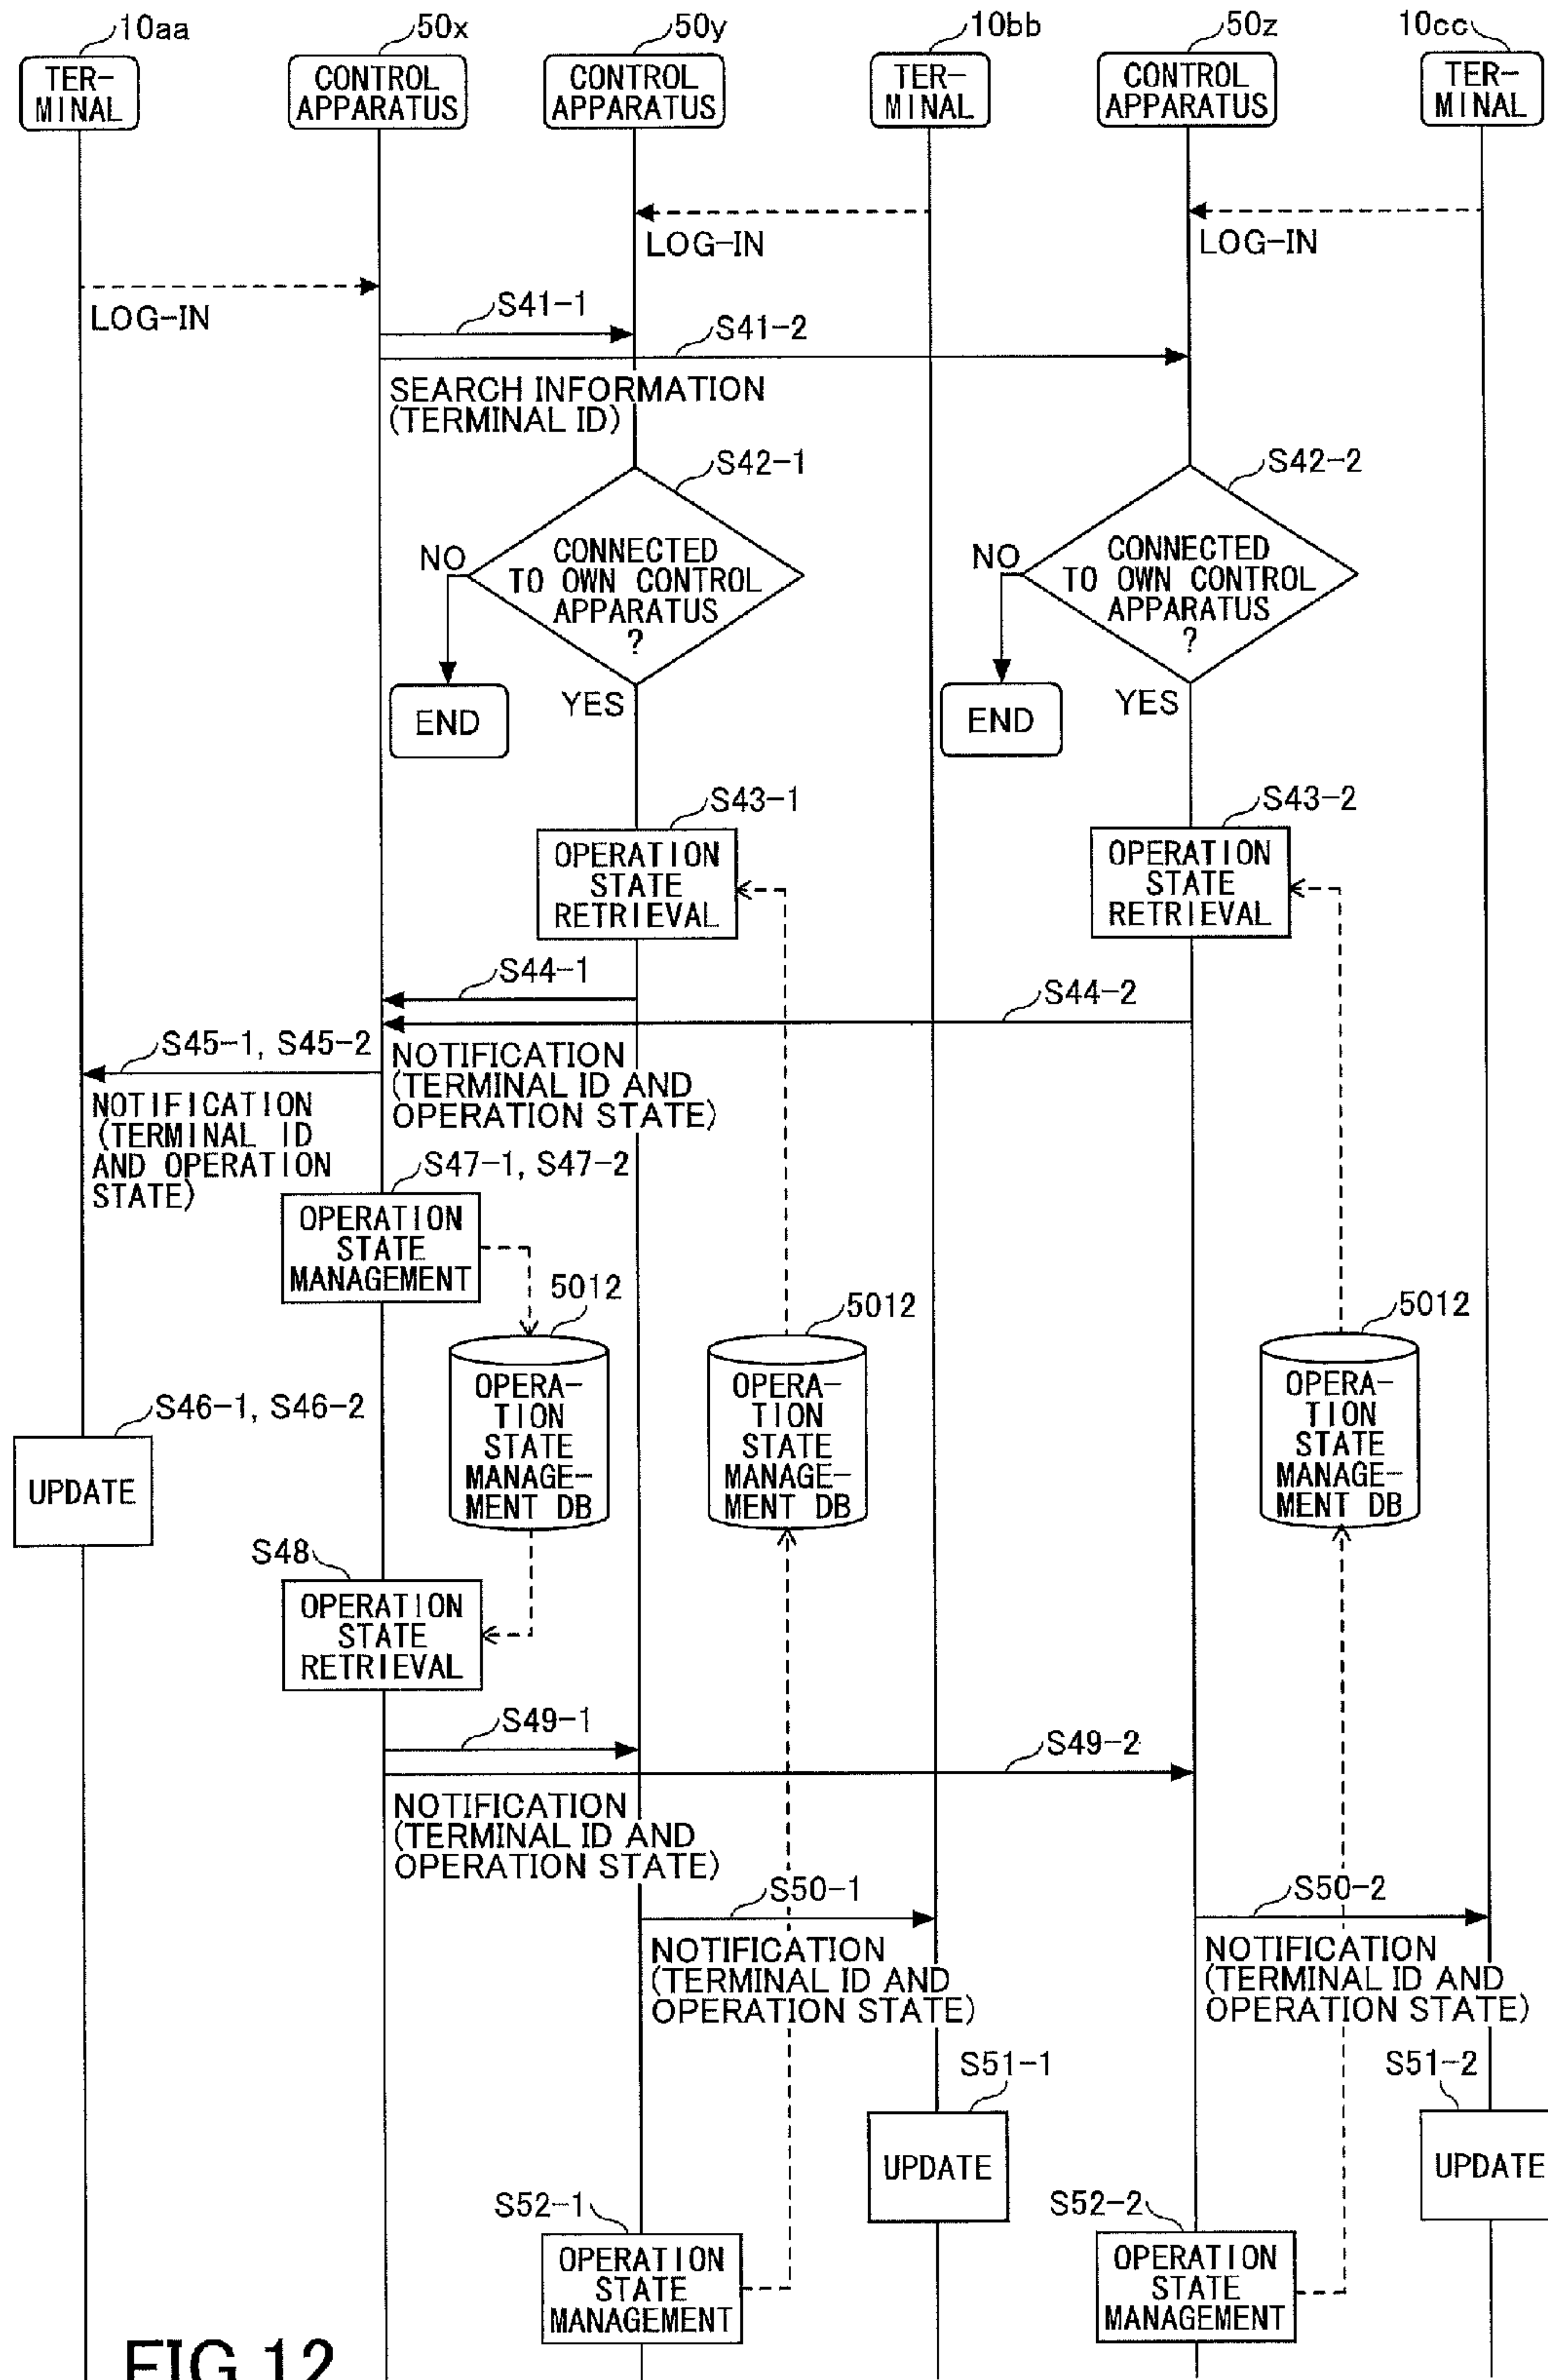 10aa
50x
50y
10bb
50z
10cc
TER-
MINAL
CONTROL
APPARATUS
CONTROL
APPARATUS
TER-
MINAL
CONTROL
APPARATUS
TER-
MINAL
LOG-IN
LOG-IN
LOG-IN
S41-1
S41-2
SEARCH INFORMATION
(TERMINAL ID)
S42-1
S42-2
CONNECTED
TO OWN CONTROL
APPARATUS
?
NO
YES
END
CONNECTED
TO OWN CONTROL
APPARATUS
?
NO
YES
END
S43-1
OPERATION
STATE
RETRIEVAL
S43-2
OPERATION
STATE
RETRIEVAL
S44-1
S44-2
NOTIFICATION
(TERMINAL ID AND
OPERATION STATE)
S45-1, S45-2
NOTIFICATION
(TERMINAL ID
AND OPERATION
STATE)
S47-1, S47-2
OPERATION
STATE
MANAGEMENT
5012
OPERA-
TION
STATE
MANAGE-
MENT DB
5012
OPERA-
TION
STATE
MANAGE-
MENT DB
5012
OPERA-
TION
STATE
MANAGE-
MENT DB
S46-1, S46-2
UPDATE
S48
OPERATION
STATE
RETRIEVAL
S49-1
S49-2
NOTIFICATION
(TERMINAL ID AND
OPERATION STATE)
S50-1
NOTIFICATION
(TERMINAL ID AND
OPERATION STATE)
S50-2
NOTIFICATION
(TERMINAL ID AND
OPERATION STATE)
S51-1
UPDATE
S51-2
UPDATE
S52-1
OPERATION
STATE
MANAGEMENT
S52-2
OPERATION
STATE
MANAGEMENT
FIG.12